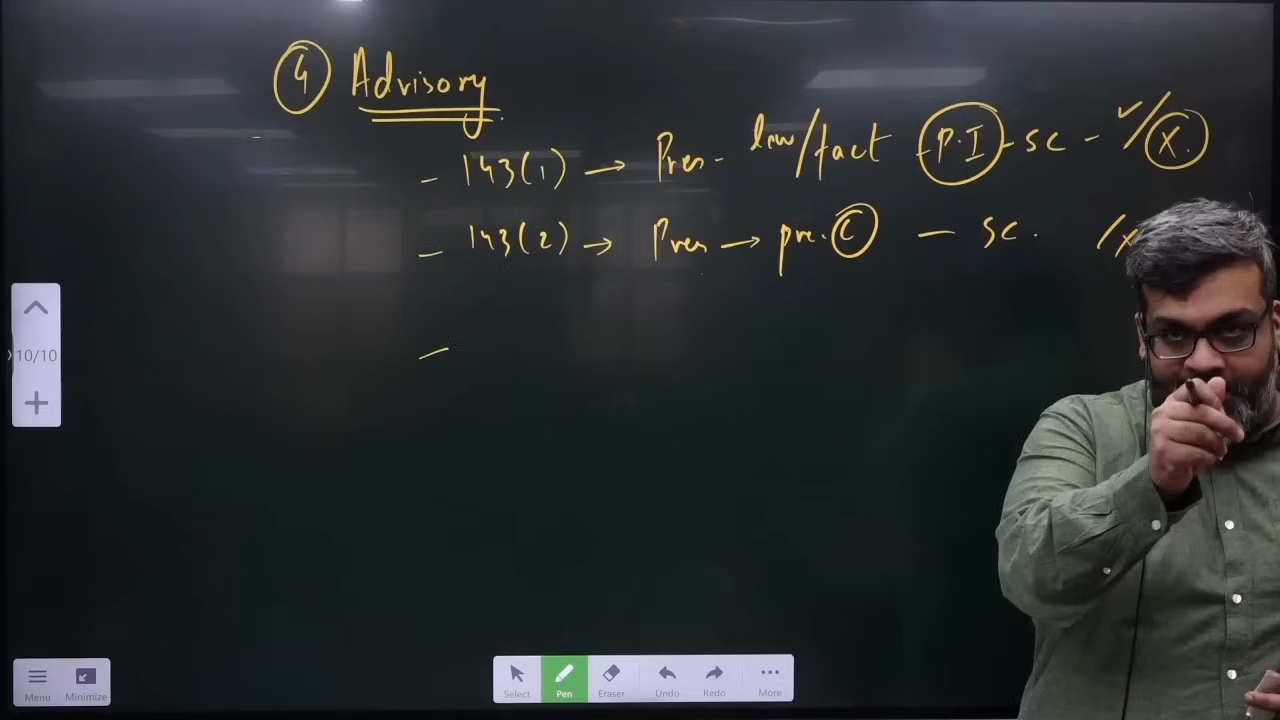 4 Advisory
- 143(1) → Pres - law/fact - P.I - SC - ✓/X.
- 143(2) → Pres → pre. C - SC. /x
-
10/10
Menu
Minimize
Select
Pen
Eraser
Undo
Redo
More